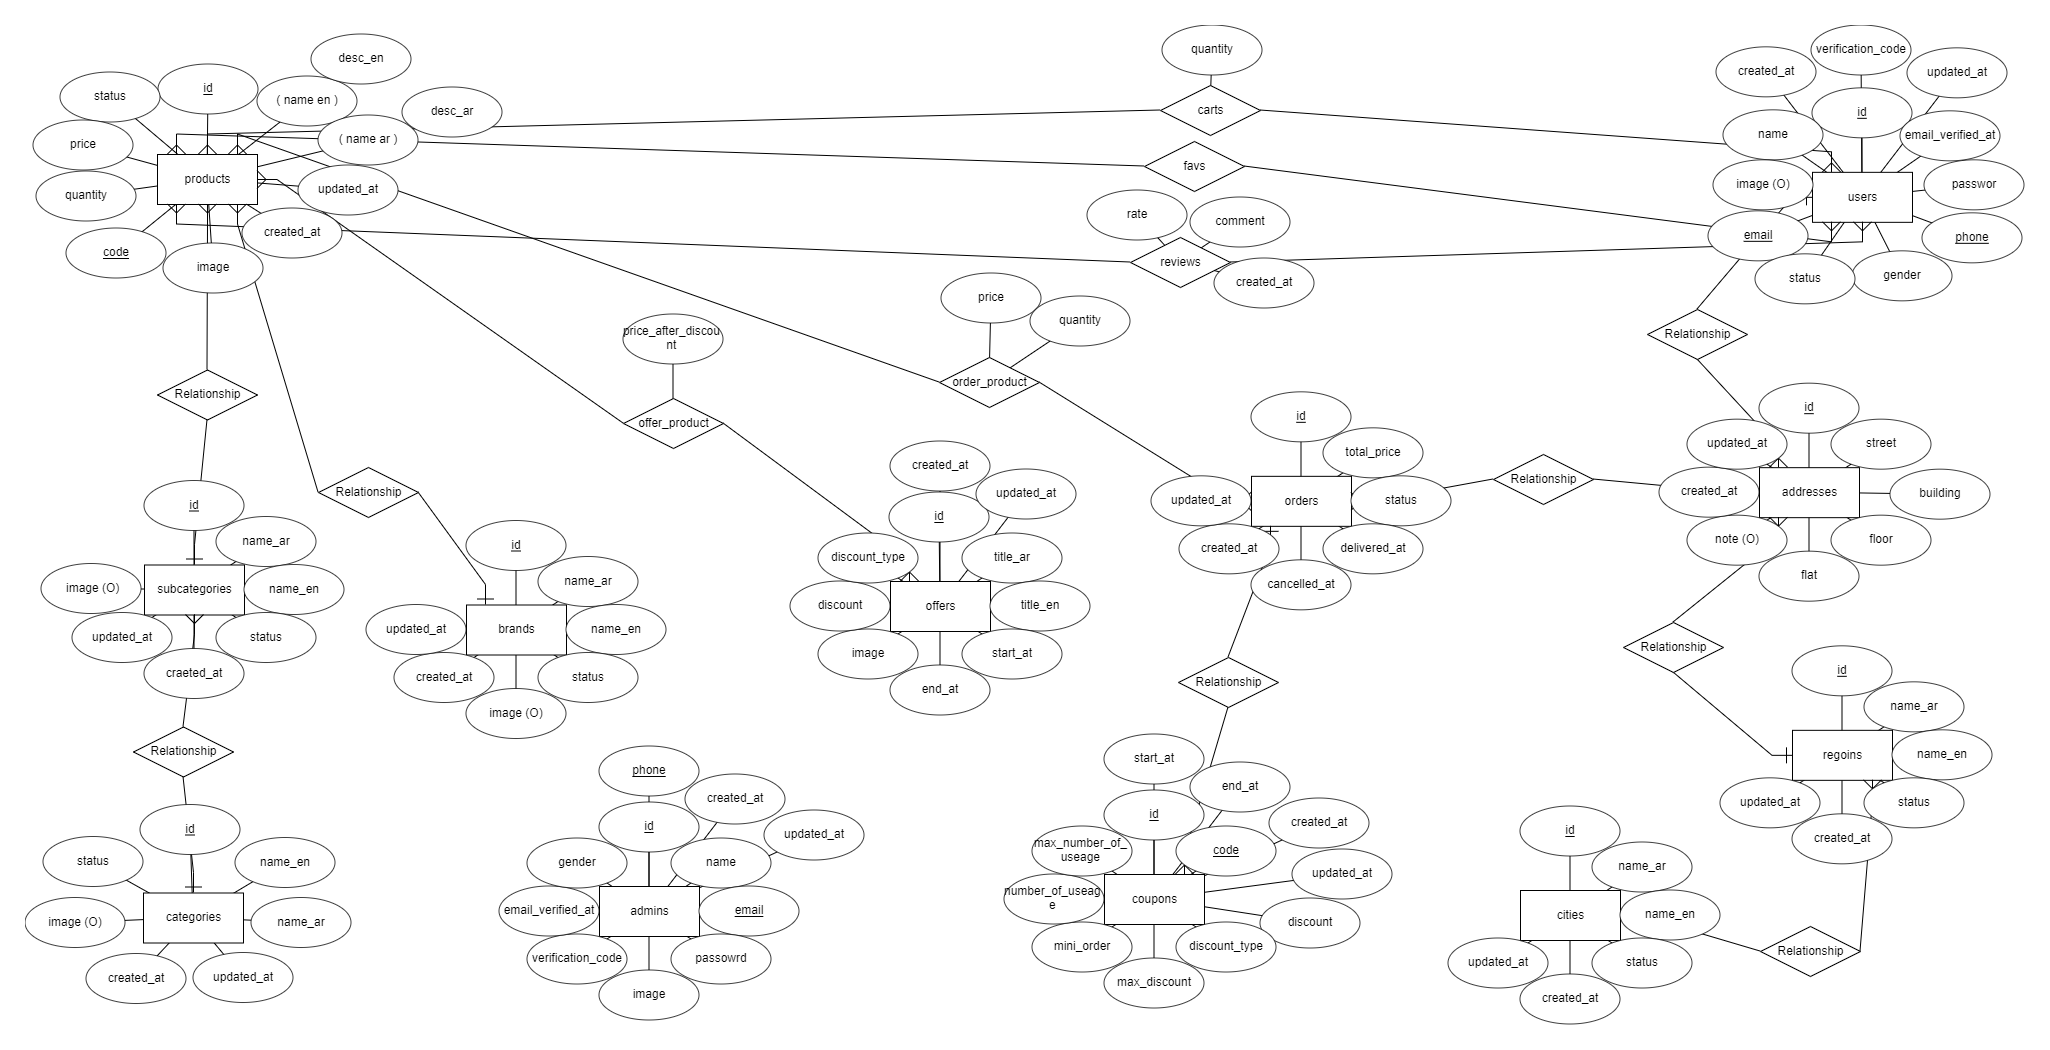 desc_en
status
id
( name en )
desc_ar
price
( name ar )
products
quantity
updated_at
code
created_at
image
quantity
carts
favs
rate
comment
reviews
created_at
verification_code
created_at
updated_at
id
name
email_verified_at
image (O)
users
passwor
email
phone
status
gender
Relationship
price
quantity
order_product
price_after_discou
nt
offer_product
Relationship
id
name_ar
image (O)
subcategories
name_en
updated_at
status
craeted_at
Relationship
id
name_ar
updated_at
brands
name_en
created_at
status
image (O)
created_at
updated_at
id
discount_type
title_ar
discount
offers
title_en
image
start_at
end_at
id
total_price
updated_at
orders
status
created_at
delivered_at
cancelled_at
Relationship
id
updated_at
street
created_at
addresses
building
note (O)
floor
flat
Relationship
Relationship
id
name_ar
regoins
name_en
updated_at
status
created_at
Relationship
id
status
name_en
image (O)
categories
name_ar
created_at
updated_at
phone
created_at
id
updated_at
gender
name
email_verified_at
admins
email
verification_code
passowrd
image
start_at
end_at
id
created_at
max_number_of_
useage
code
updated_at
number_of_useag
e
coupons
discount
mini_order
discount_type
max_discount
id
name_ar
cities
name_en
updated_at
status
created_at
Relationship